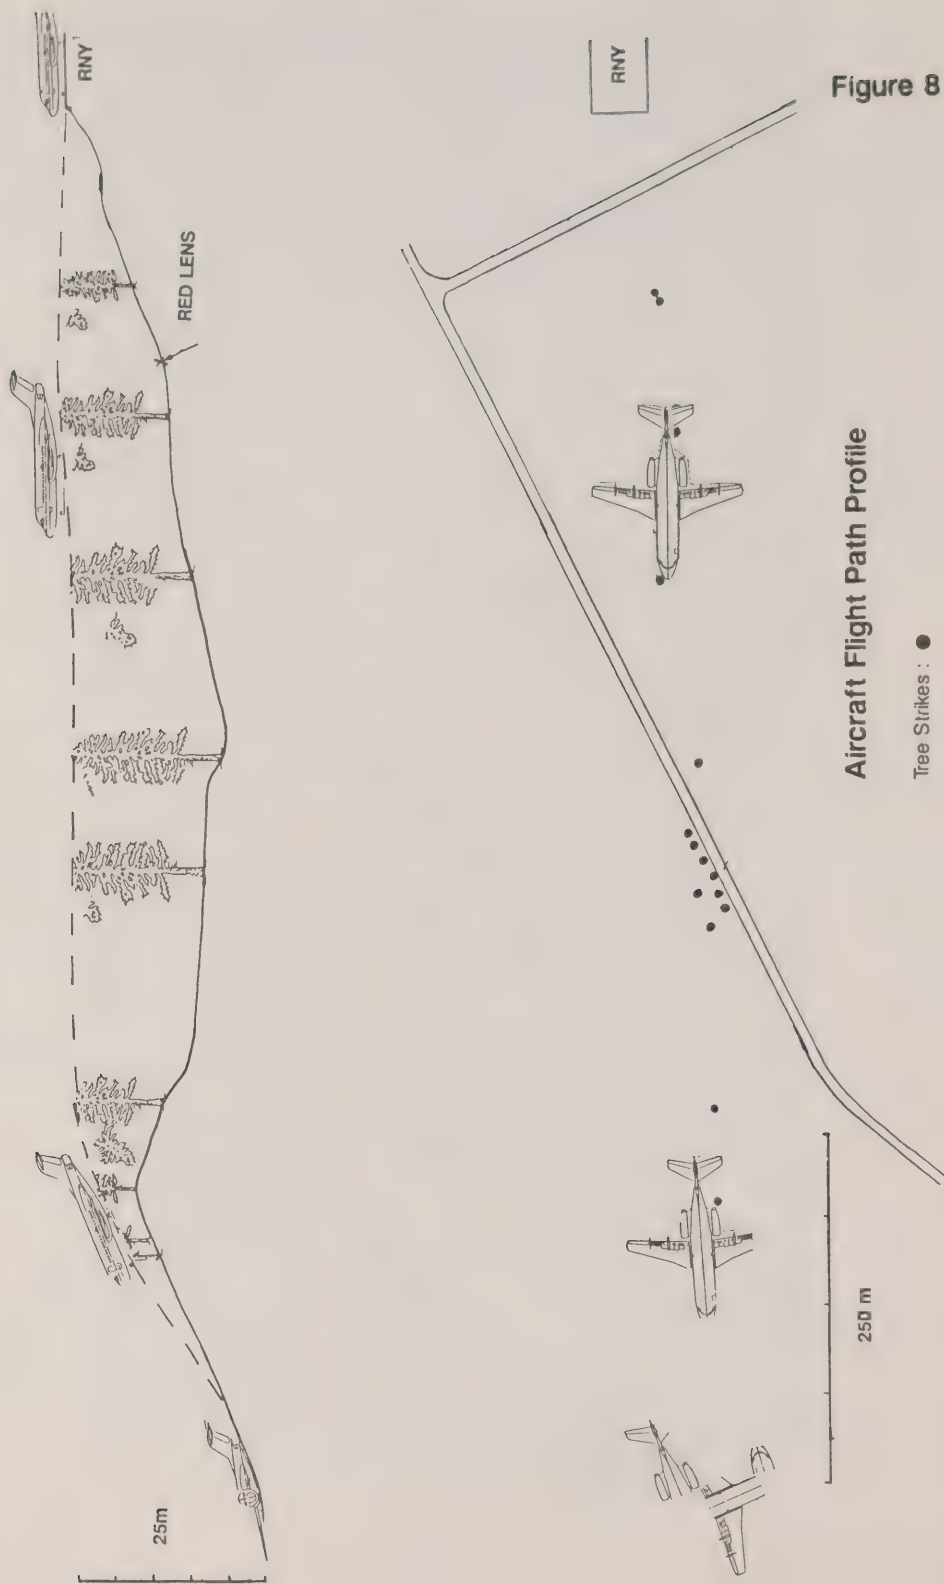 RNY
RED LENS
25m
RNY
Figure 8
Aircraft Flight Path Profile
Tree Strikes :
250 m